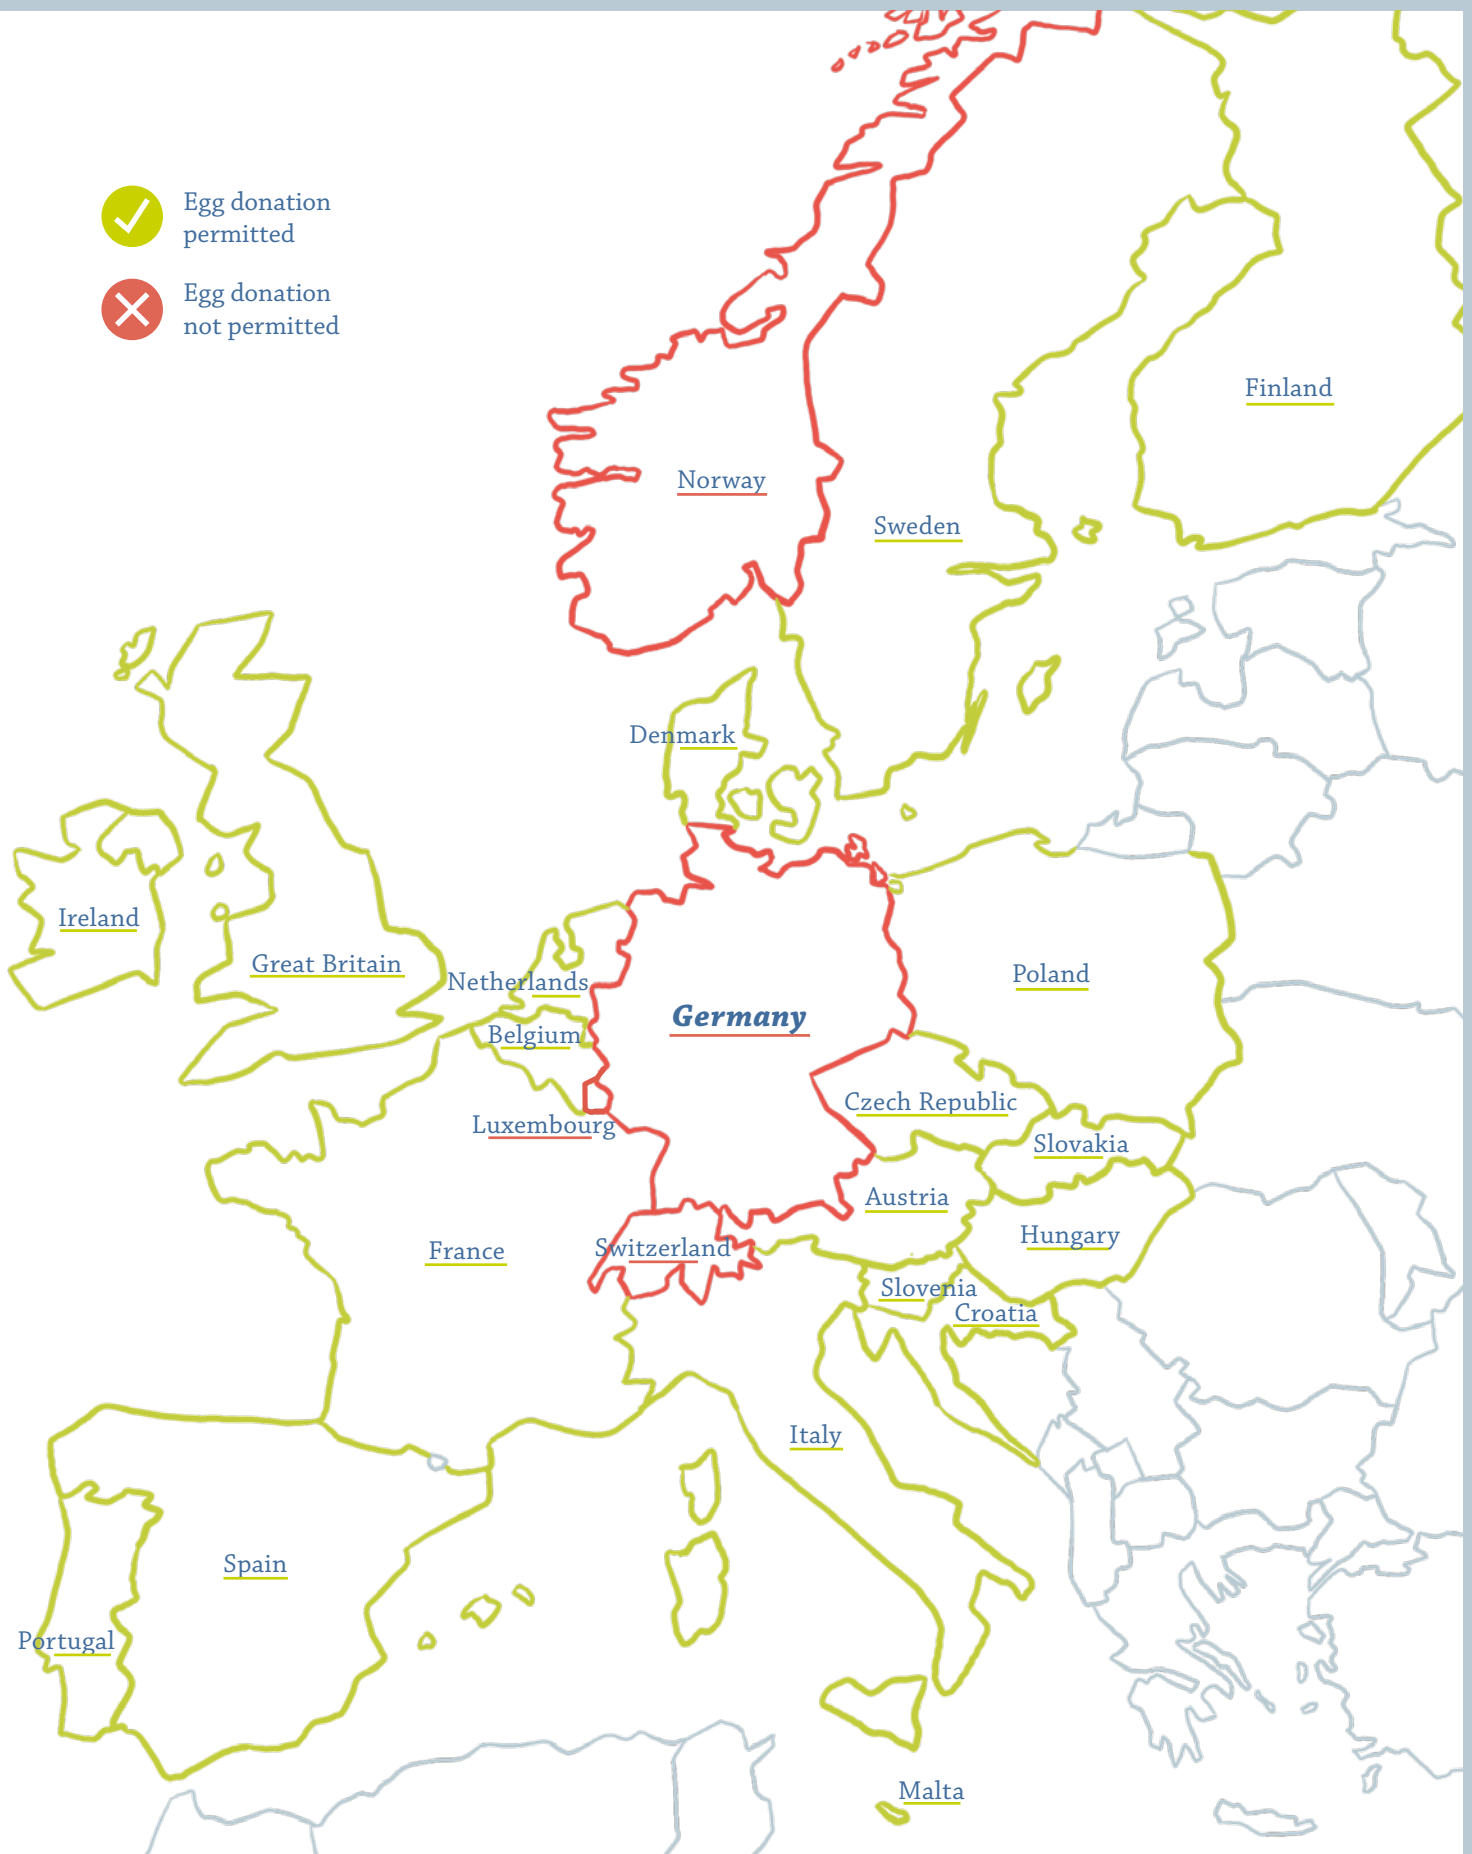 Egg donation
permitted
Egg donation
not permitted
Finland
Norway
Sweden
Denmark
Ireland
Great Britain
Netherlands
Poland
Germany
Belgium
Czech Republic
Luxembourg
Slovakia
Austria
Hungary
France
Switzerland
Slovenia
Croatia
Italy
Spain
Portugal
Malta